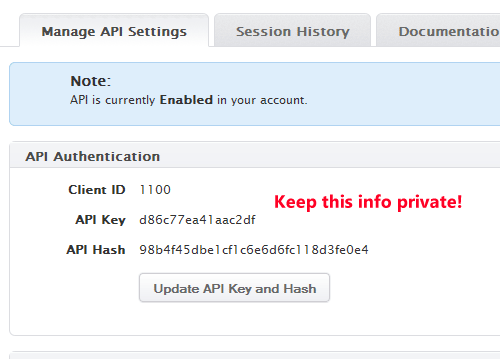 Manage API Settings
Session History
Documentatio
Note:
API is currently Enabled in your account.
API Authentication
Client ID 1100
Keep this info private!
API Key d86c77ea41aac2df
API Hash 98b4f45dbe1cf1c6e6d6fc118d3fe0e4
Update API Key and Hash